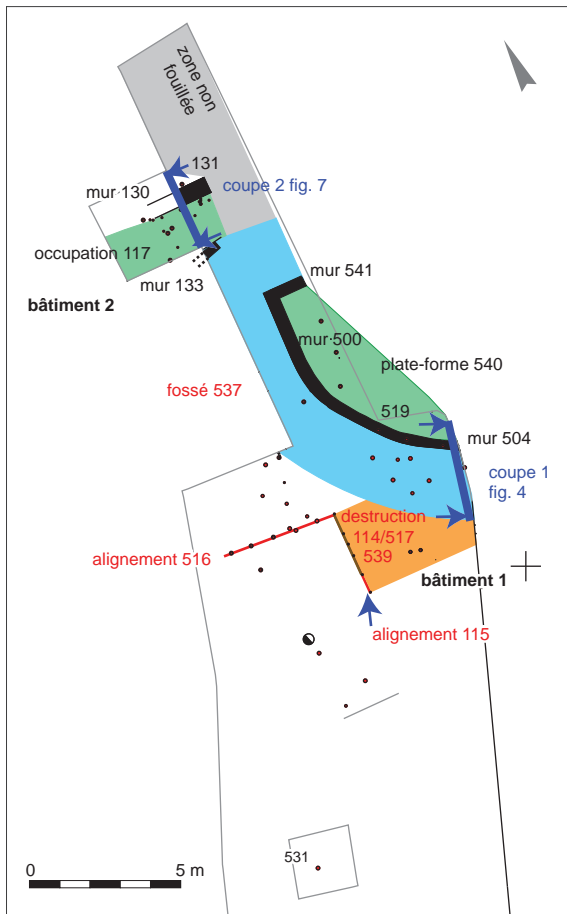 zone non
fouillée
131
mur 130
coupe 2 fig. 7
occupation 117
mur 133
bâtiment 2
mur 541
mur 500
plate-forme 540
fossé 537
519
mur 504
coupe 1
fig. 4
destruction
114/517
539
alignement 516
bâtiment 1
alignement 115
531
0
5 m